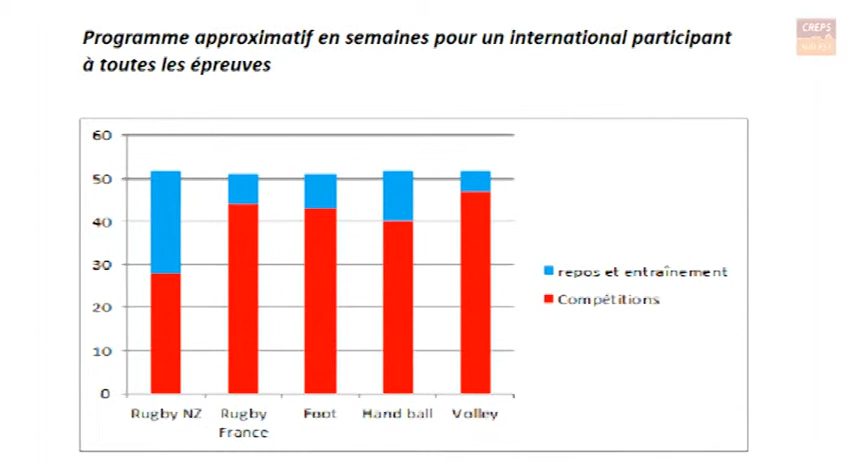 Programme approximatif en semaines pour un international participant
à toutes les épreuves
CREPS
60
50
40
30
20
10
0
Rugby NZ
Rugby
France
Foot
Hand ball
Volley
repos et entraînement
Compétitions